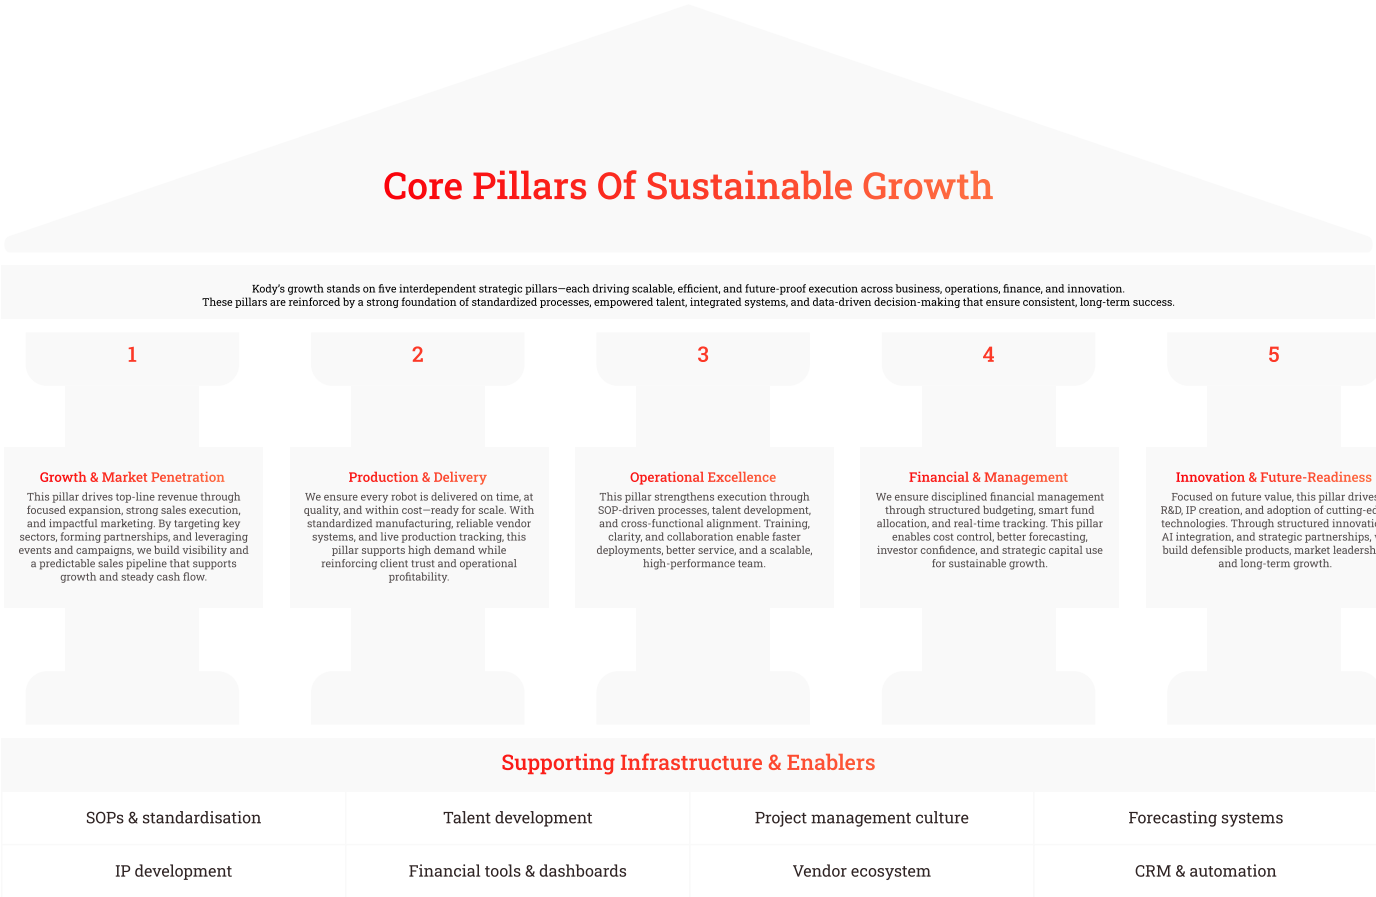 Core Pillars Of Sustainable Growth
Kody’s growth stands on five interdependent strategic pillars—each driving scalable, efficient, and future-proof execution across business, operations, finance, and innovation.
These pillars are reinforced by a strong foundation of standardized processes, empowered talent, integrated systems, and data-driven decision-making that ensure consistent, long-term success.
1
Growth & Market Penetration
This pillar drives top-line revenue through
focused expansion, strong sales execution,
and impactful marketing. By targeting key
sectors, forming partnerships, and leveraging
events and campaigns, we build visibility and
a predictable sales pipeline that supports
growth and steady cash flow.
2
Production & Delivery
We ensure every robot is delivered on time, at
quality, and within cost—ready for scale. With
standardized manufacturing, reliable vendor
systems, and live production tracking, this
pillar supports high demand while
reinforcing client trust and operational
profitability.
3
Operational Excellence
This pillar strengthens execution through
SOP-driven processes, talent development,
and cross-functional alignment. Training,
clarity, and collaboration enable faster
deployments, better service, and a scalable,
high-performance team.
4
Financial & Management
We ensure disciplined financial management
through structured budgeting, smart fund
allocation, and real-time tracking. This pillar
enables cost control, better forecasting,
investor confidence, and strategic capital use
for sustainable growth.
5
Innovation & Future-Readiness
Focused on future value, this pillar drives
R&D, IP creation, and adoption of
technologies. Through structured
AI integration, and strategic partnerships,
build defensible products, market
and long-term growth.
Supporting Infrastructure & Enablers
SOPs & standardisation
Talent development
Project management culture
Forecasting systems
IP development
Financial tools & dashboards
Vendor ecosystem
CRM & automation